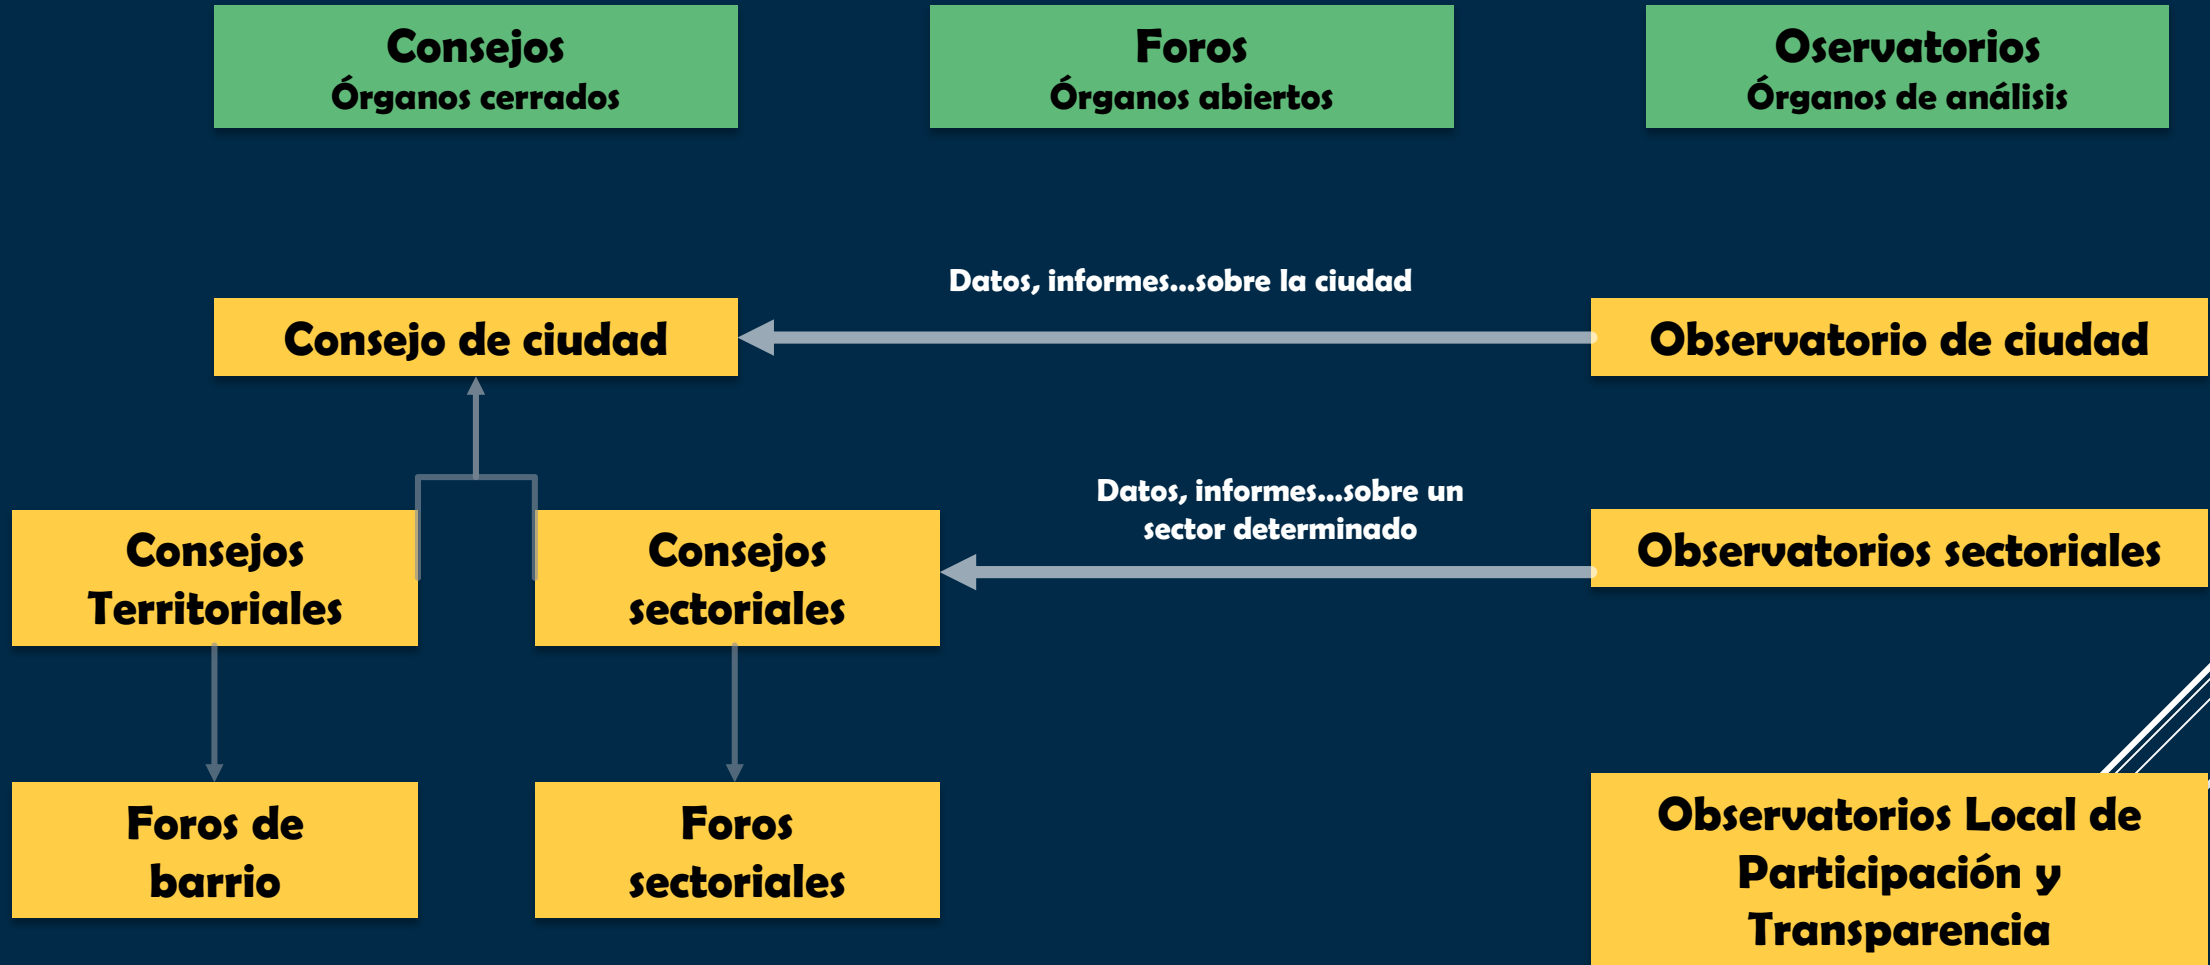 Consejos
Órganos cerrados
Foros
Órganos abiertos
Oservatorios
Órganos de análisis
Datos, informes...sobre la ciudad
Consejo de ciudad
Observatorio de ciudad
Datos, informes...sobre un
sector determinado
Consejos
Territoriales
Consejos
sectoriales
Observatorios sectoriales
Foros de
barrio
Foros
sectoriales
Observatorios Local de
Participación y
Transparencia